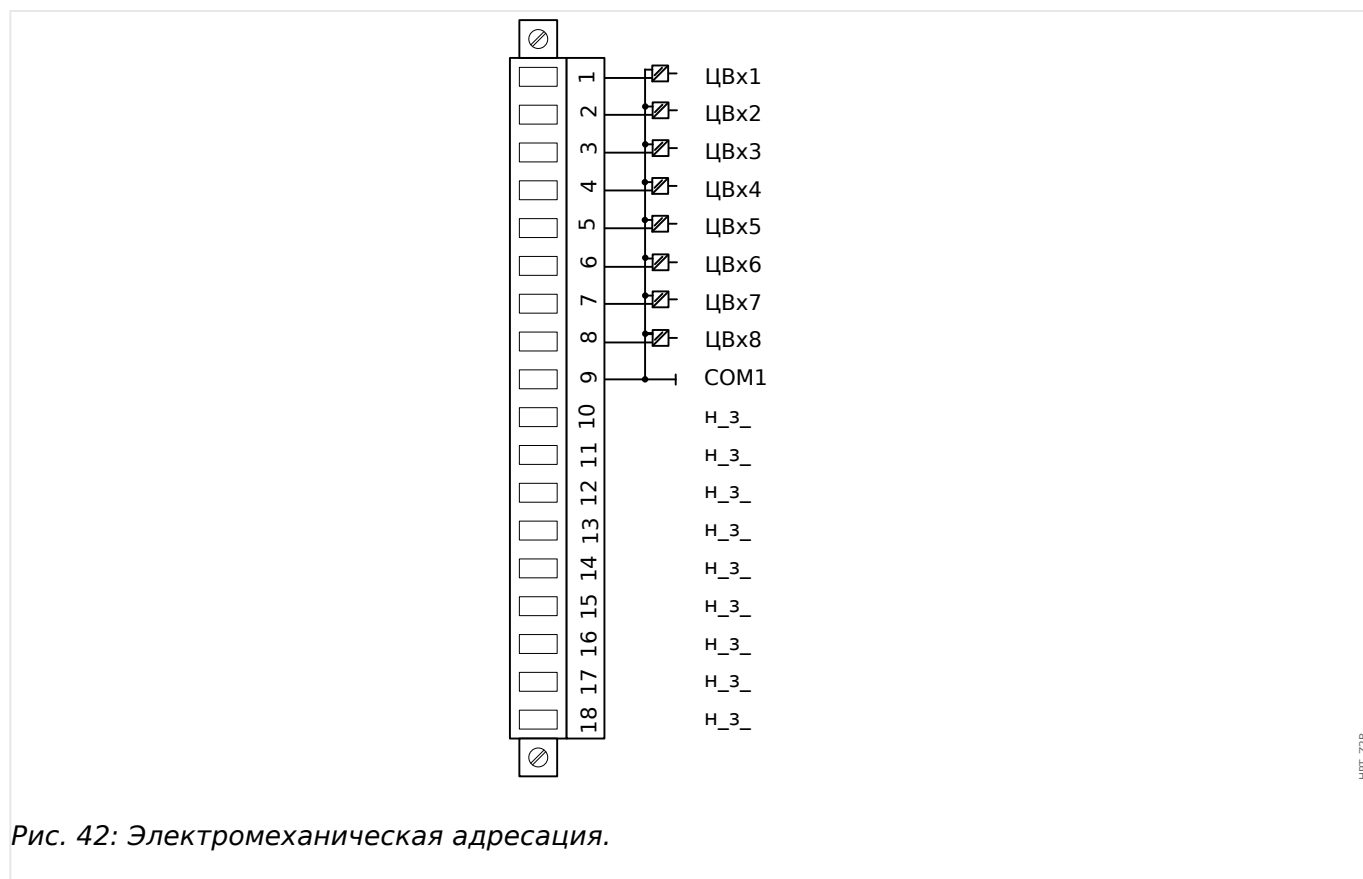 1 ЦВх1
2 ЦВх2
3 ЦВх3
4 ЦВх4
5 ЦВх5
6 ЦВх6
7 ЦВх7
8 ЦВх8
9 COM1
10 н_з_
11 н_з_
12 н_з_
13 н_з_
14 н_з_
15 н_з_
16 н_з_
17 н_з_
18 н_з_
Рис. 42: Электромеханическая адресация.